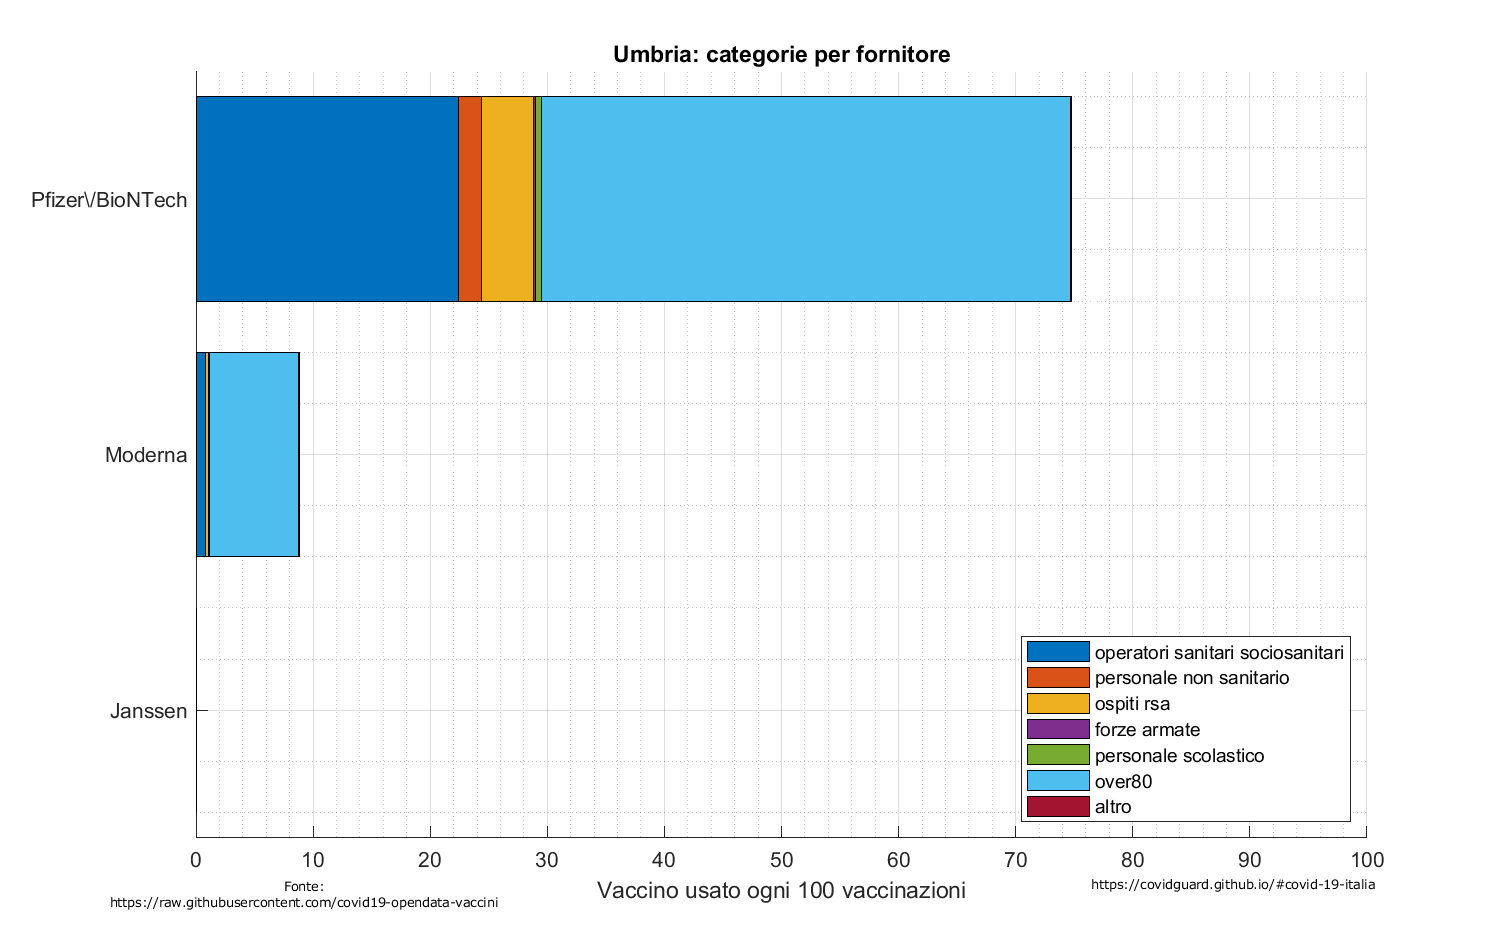 Umbria: categorie per fornitore
Pfizer\/BioNTech
Moderna
Janssen
operatori sanitari sociosanitari
personale non sanitario
ospiti rsa
forze armate
personale scolastico
over80
altro
0 10 20 30 40 50 60 70 80 90 100
Vaccino usato ogni 100 vaccinazioni
Fonte:
https://raw.githubusercontent.com/covid19-opendata-vaccini
https://covidguard.github.io/#covid-19-italia